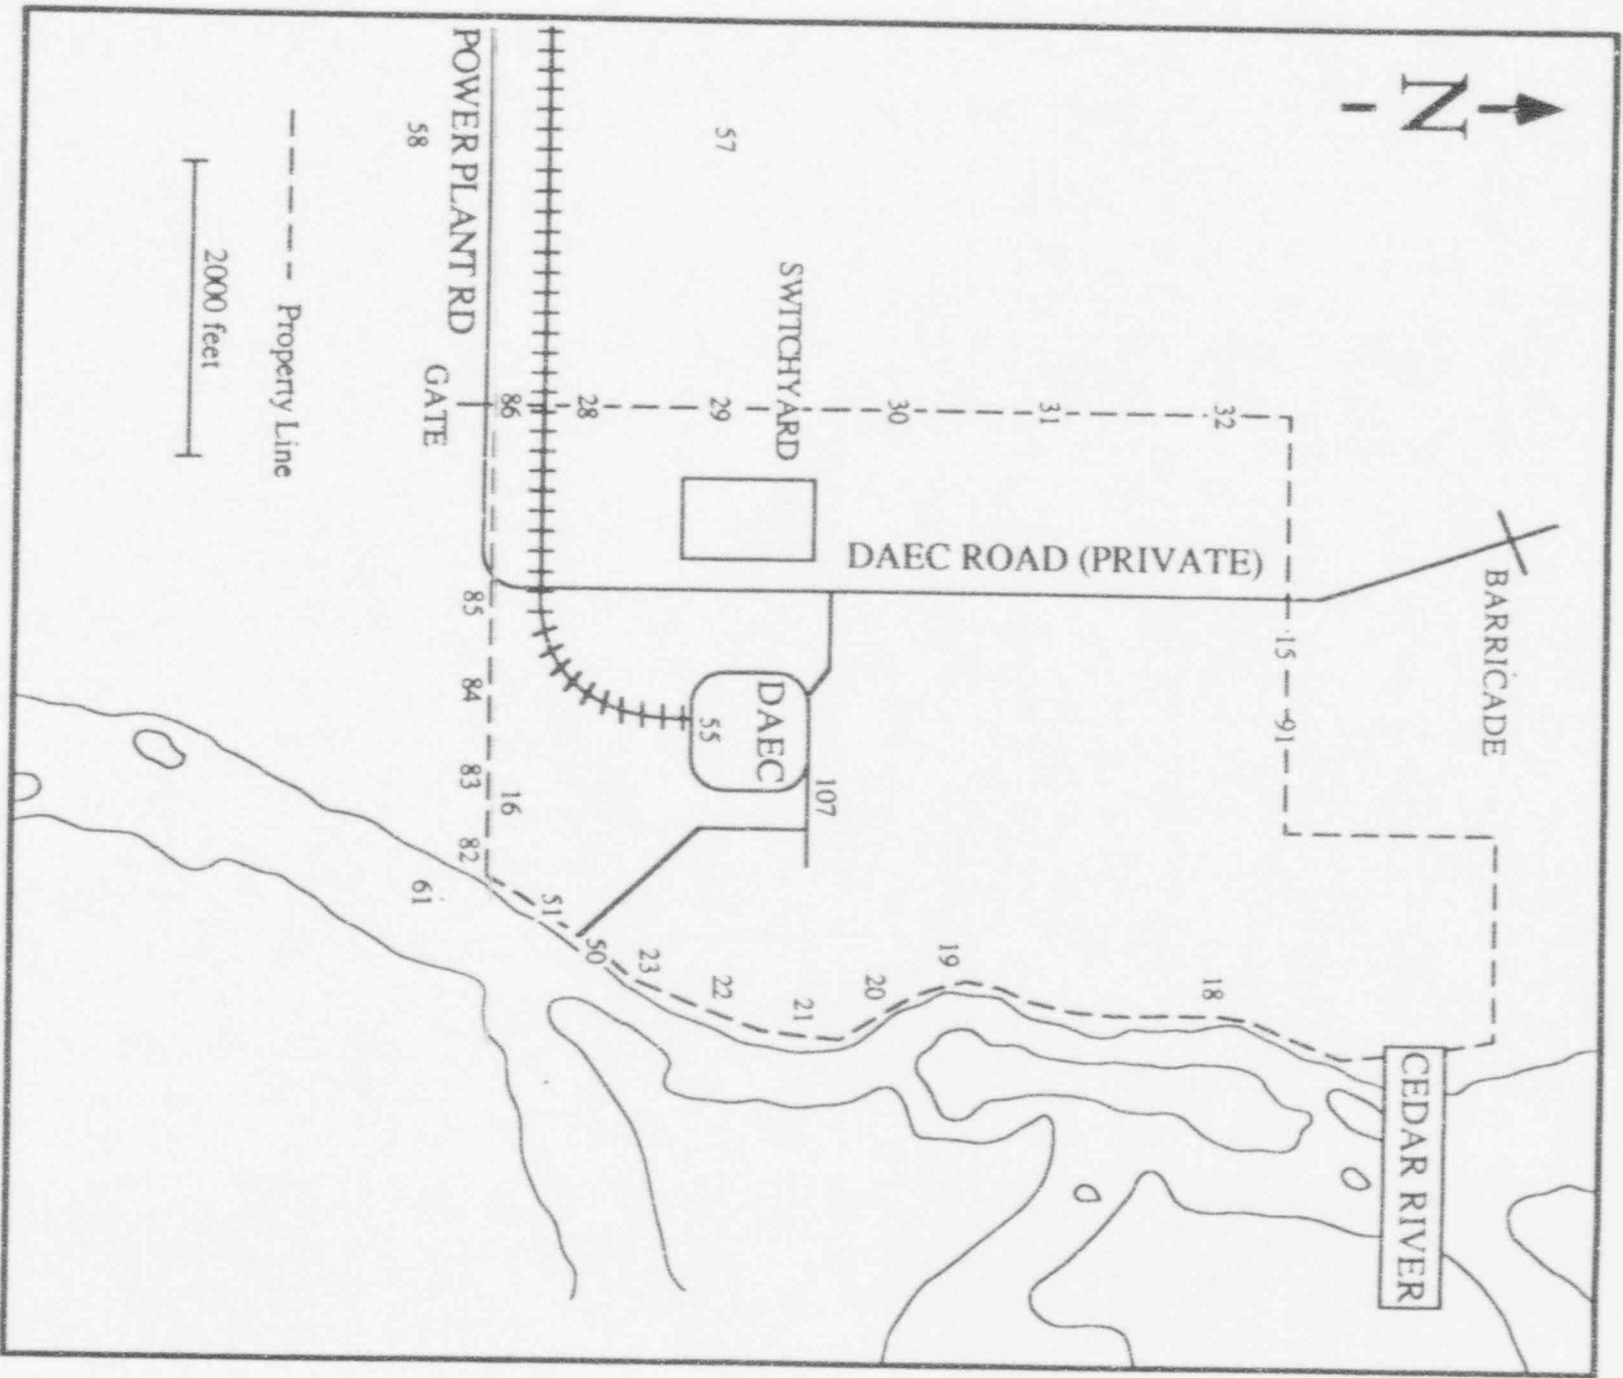 N
BARRICADE
CEDAR RIVER
15
91
32
31
30
29
28
86
18
19
20
21
22
23
50
51
DAEC ROAD (PRIVATE)
SWITCHYARD
57
DAEC
55
107
POWER PLANT RD
58
GATE
85
84
83
16
82
61
Property Line
2000 feet